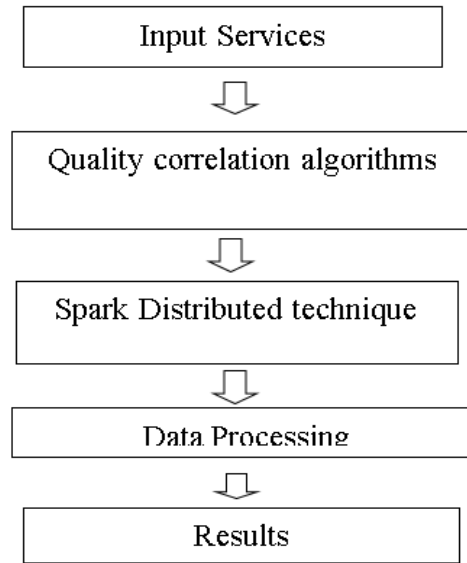 Input Services
Quality correlation algorithms
Spark Distributed technique
Data Processing
Results